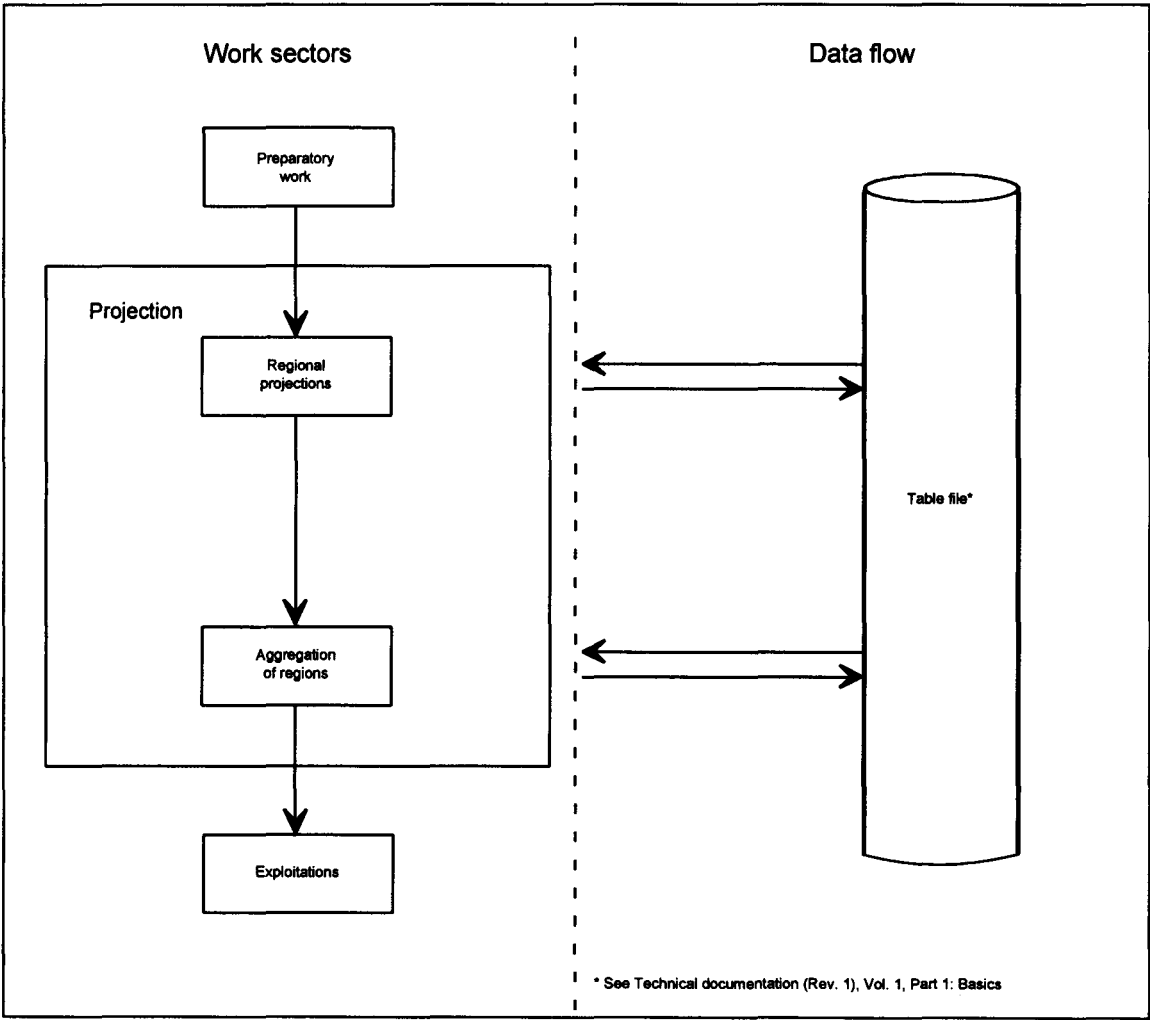 Work sectors
Data flow
Preparatory
work
Projection
Regional
projections
Table file*
Aggregation
of regions
Exploitations
* See Technical documentation (Rev. 1), Vol. 1, Part 1: Basics